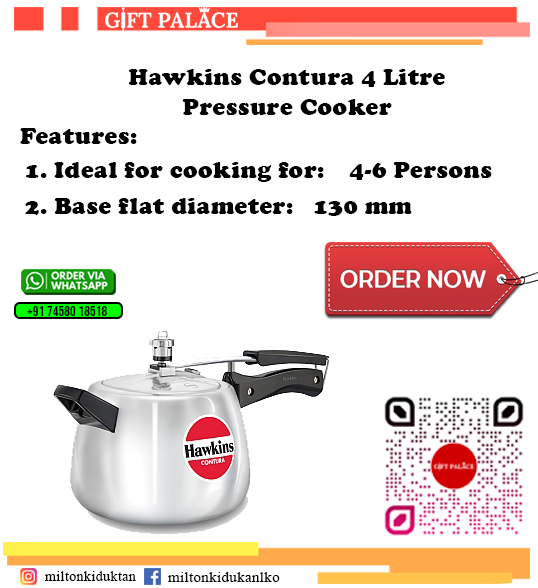 GIFT PALACE
Hawkins Contura 4 Litre
Pressure Cooker
Features:
1. Ideal for cooking for: 4-6 Persons
2. Base flat diameter: 130 mm
ORDER VIA
WHATSAPP
+91 74580 18518
ORDER NOW
Hawkins
Hawkins
CONTURA
GIFT PALACE
miltonkiduktan
miltonkidukanlko